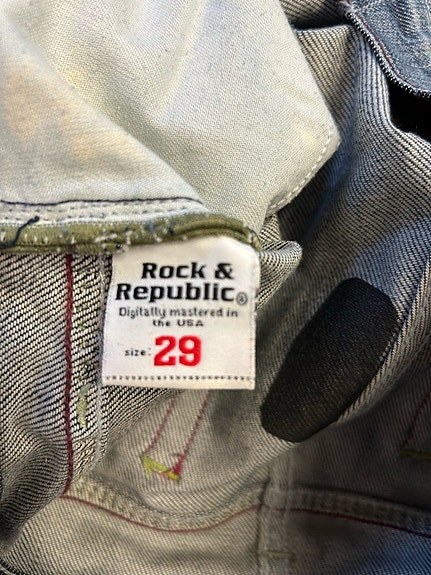 Rock &
Republic®
Digitally mastered in
the USA
size: 29